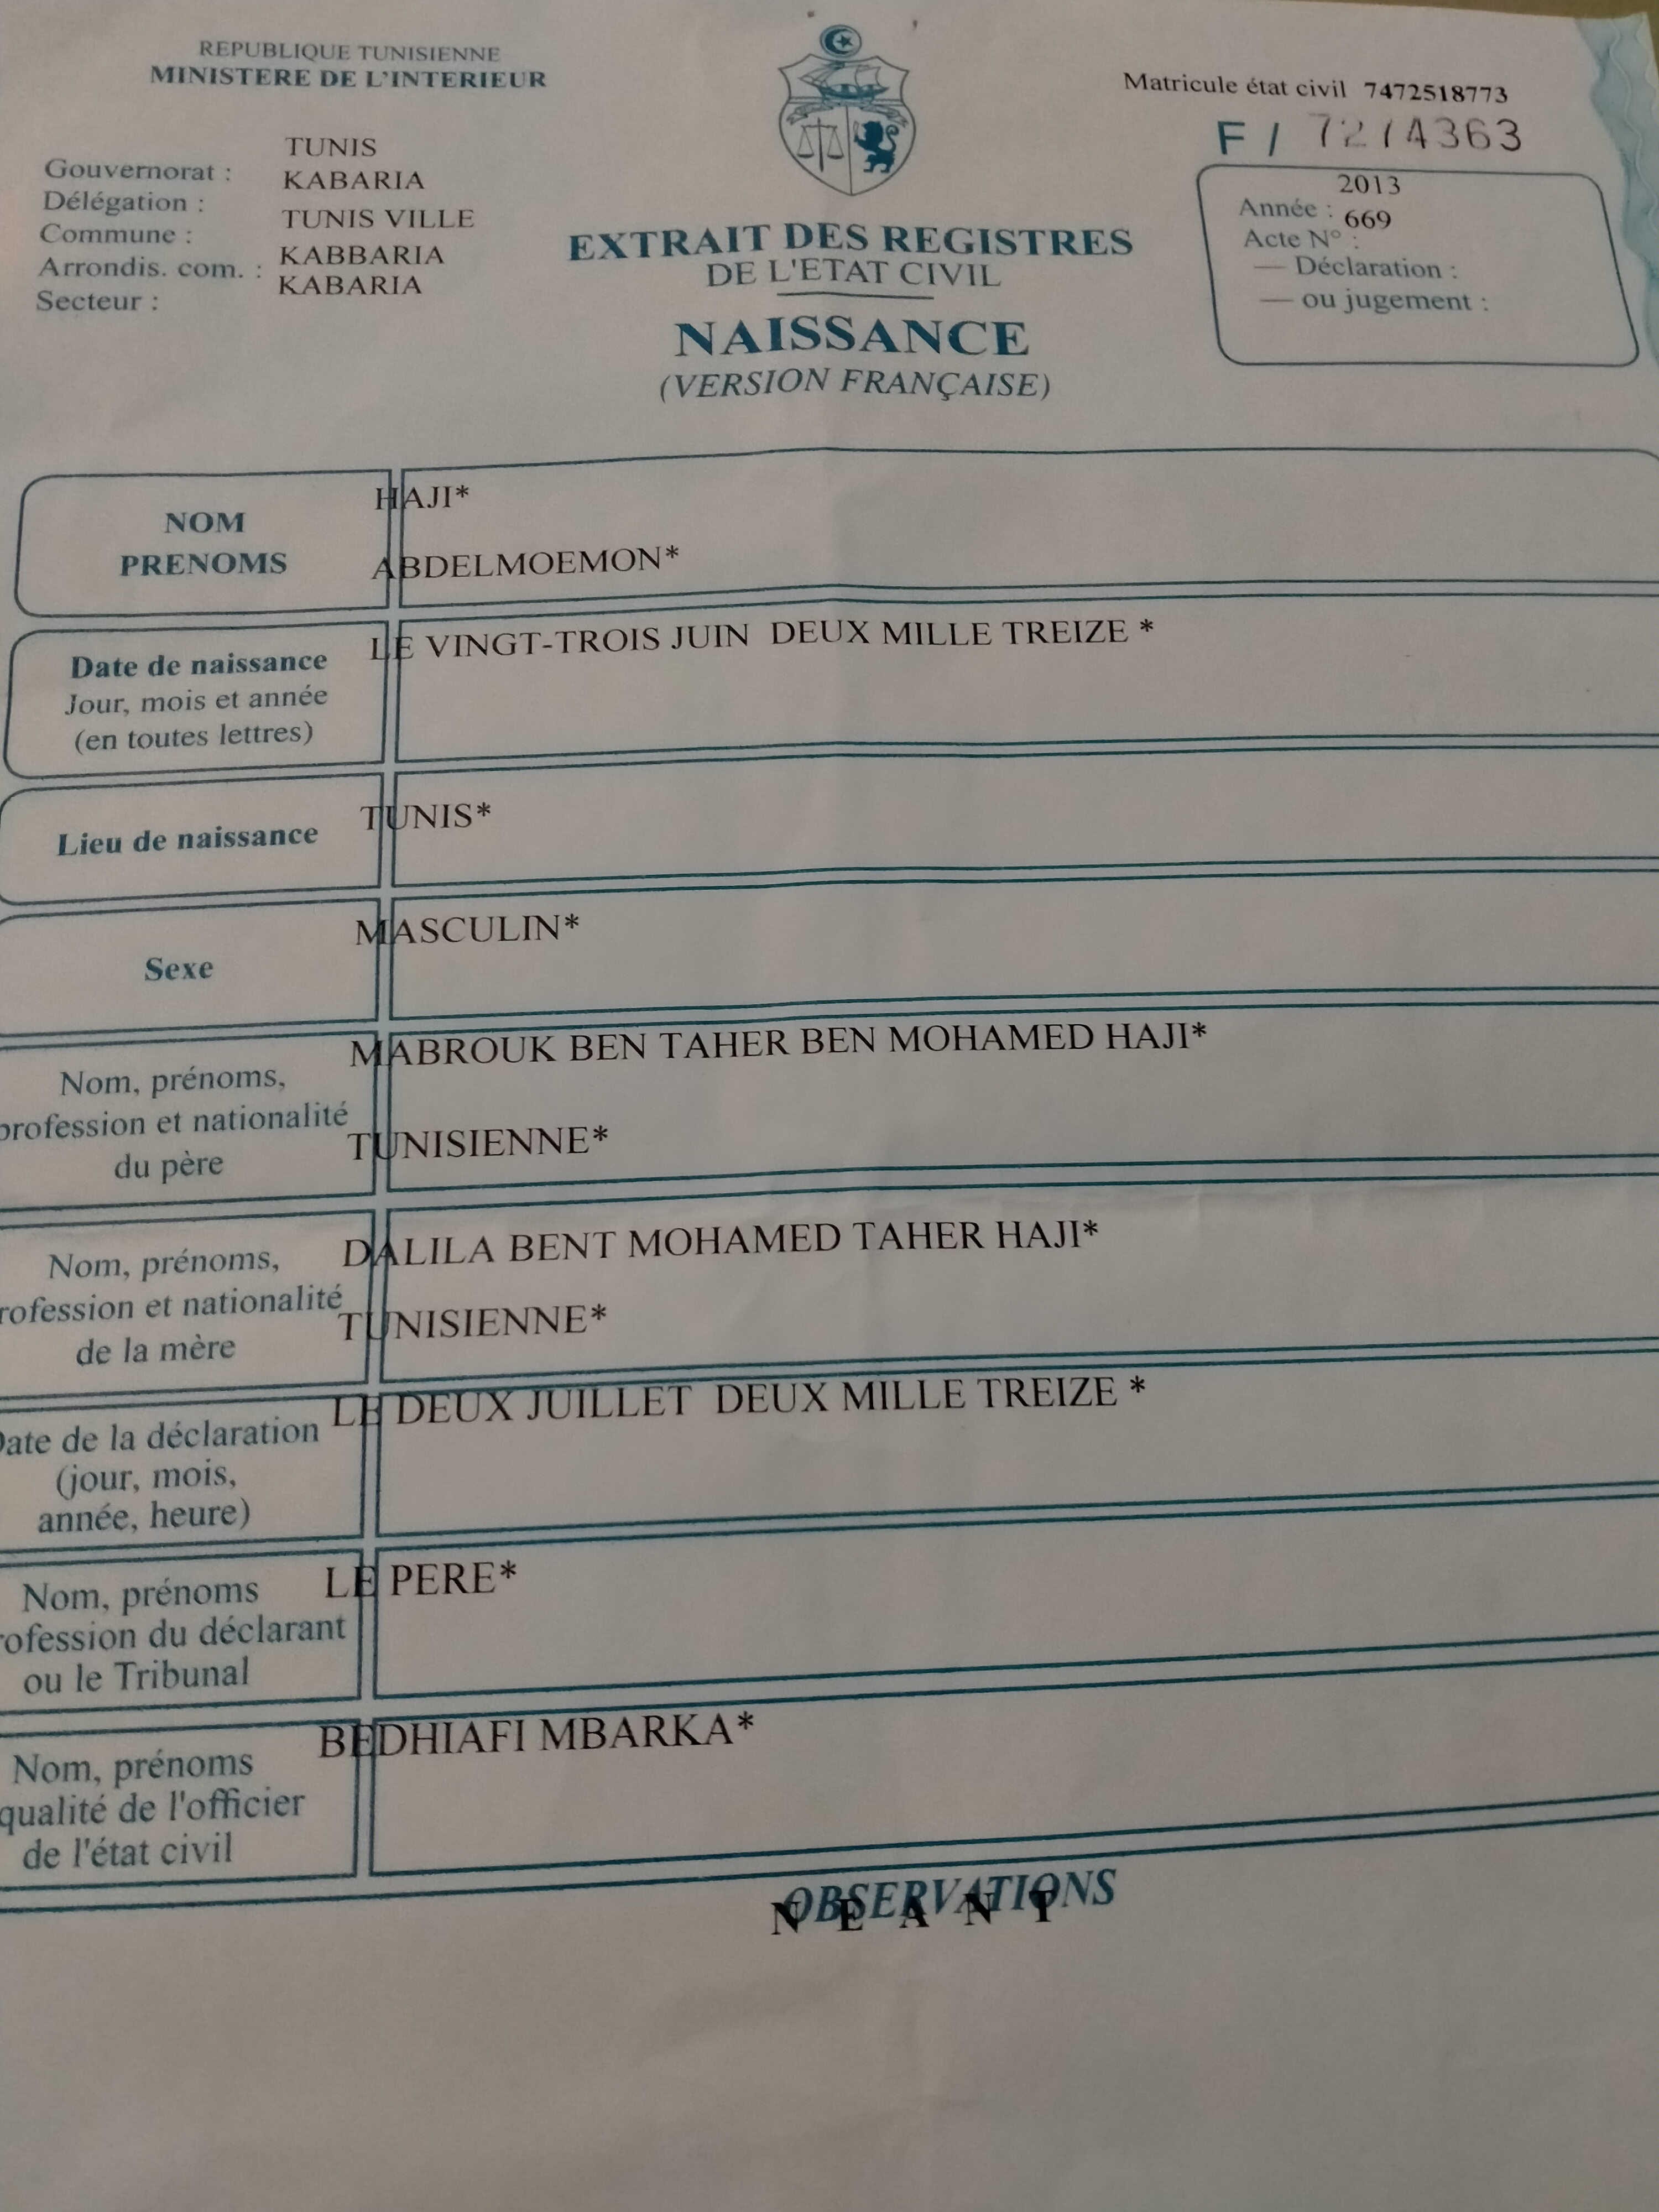 REPUBLIQUE TUNISIENNE
MINISTERE DE L'INTERIEUR
Matricule état civil 7472518773
F / 7274363
Gouvernorat : TUNIS
Délégation : KABARIA
Commune : TUNIS VILLE
Arrondis. com. : KABBARIA
Secteur : KABARIA
EXTRAIT DES REGISTRES
DE L'ETAT CIVIL
NAISSANCE
(VERSION FRANÇAISE)
Année : 2013
Acte N° : 669
— Déclaration :
— ou jugement :
NOM HAJI*
PRENOMS ABDELMOEMON*
Date de naissance LE VINGT-TROIS JUIN DEUX MILLE TREIZE *
Jour, mois et année
(en toutes lettres)
Lieu de naissance TUNIS*
Sexe MASCULIN*
Nom, prénoms, MABROUK BEN TAHER BEN MOHAMED HAJI*
profession et nationalité TUNISIENNE*
du père
Nom, prénoms, DALILA BENT MOHAMED TAHER HAJI*
rofession et nationalité TUNISIENNE*
de la mère
Date de la déclaration LE DEUX JUILLET DEUX MILLE TREIZE *
(jour, mois,
année, heure)
Nom, prénoms LE PERE*
rofession du déclarant
ou le Tribunal
Nom, prénoms BEDHIAFI MBARKA*
qualité de l'officier
de l'état civil
OBSERVATIONS
N E A N T